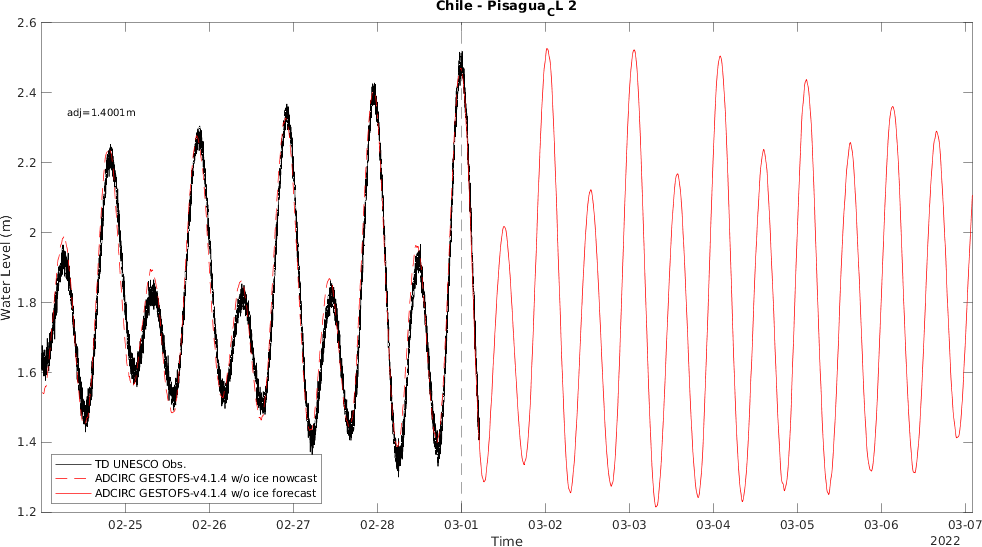 Chile - Pisagua_CL 2
2.6
2.4
2.2
2
1.8
1.6
1.4
1.2
Water Level (m)
adj=1.4001m
TD UNESCO Obs.
ADCIRC GESTOFS-v4.1.4 w/o ice nowcast
ADCIRC GESTOFS-v4.1.4 w/o ice forecast
02-25 02-26 02-27 02-28 03-01 03-02 03-03 03-04 03-05 03-06 03-07
Time
2022